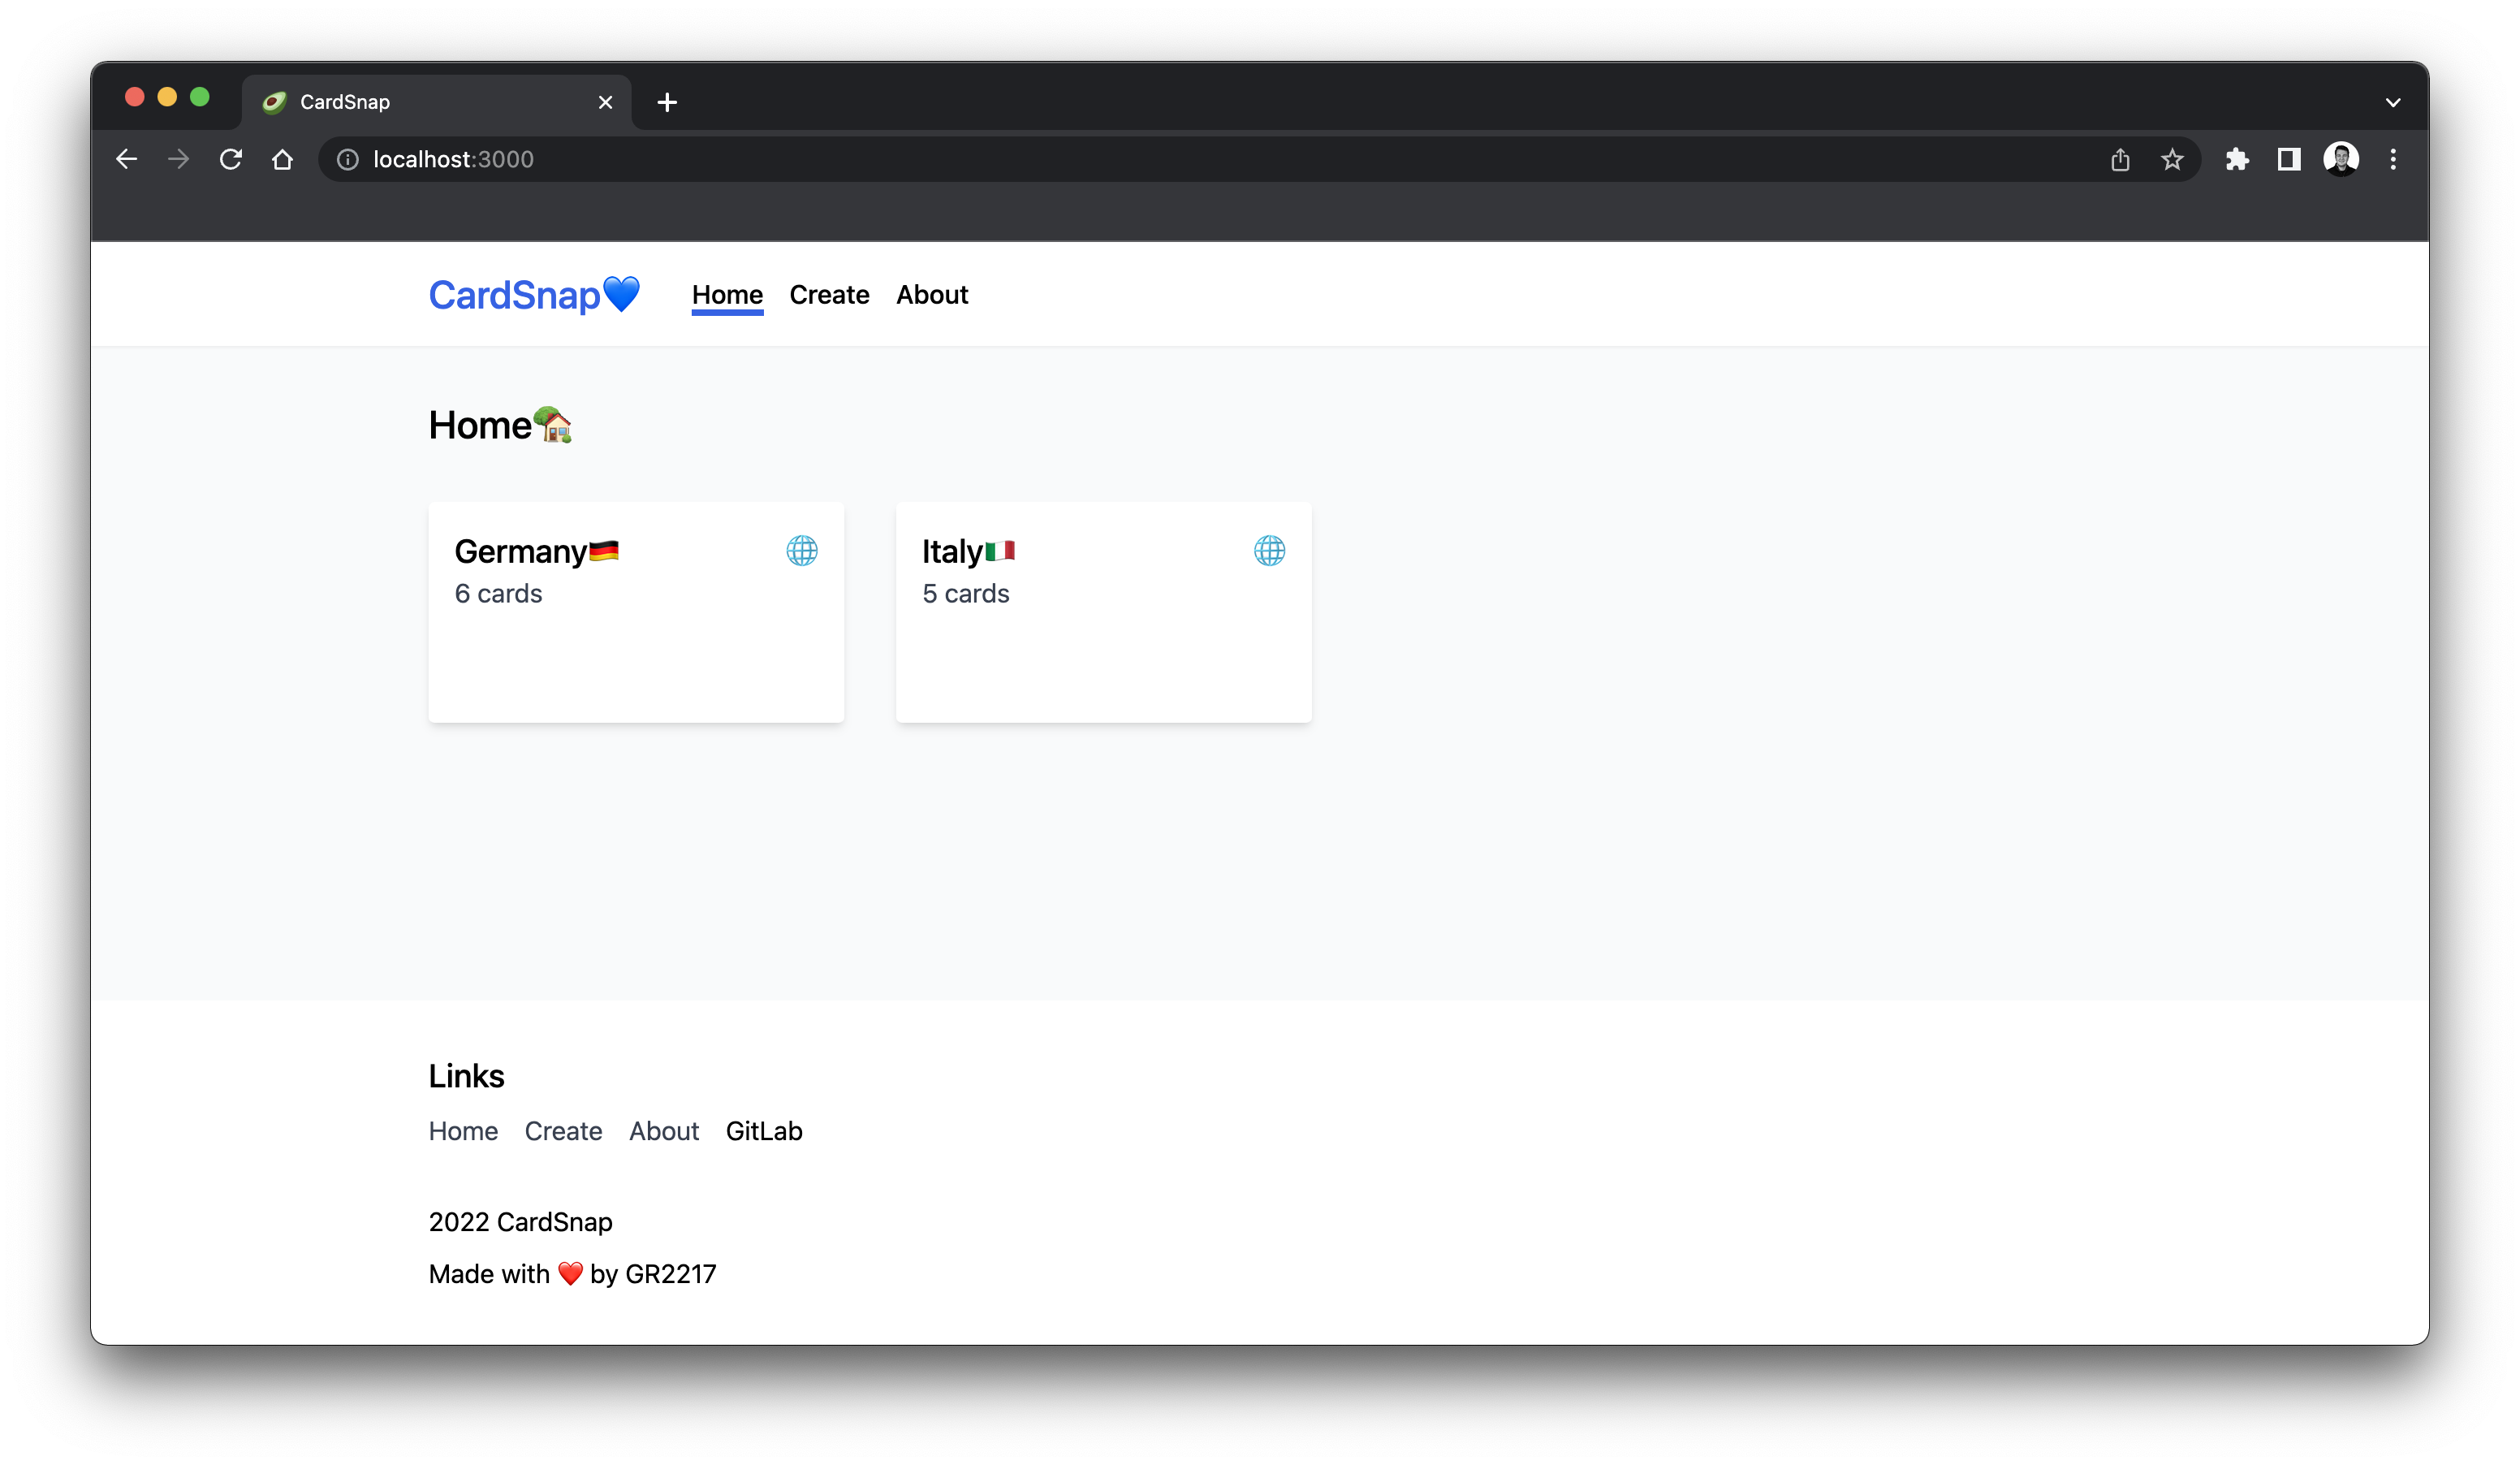 CardSnap
localhost:3000
CardSnap💙 Home Create About
Home🏡
Germany🇩🇪 🌐
6 cards
Italy🇮🇹 🌐
5 cards
Links
Home Create About GitLab
2022 CardSnap
Made with ❤️ by GR2217